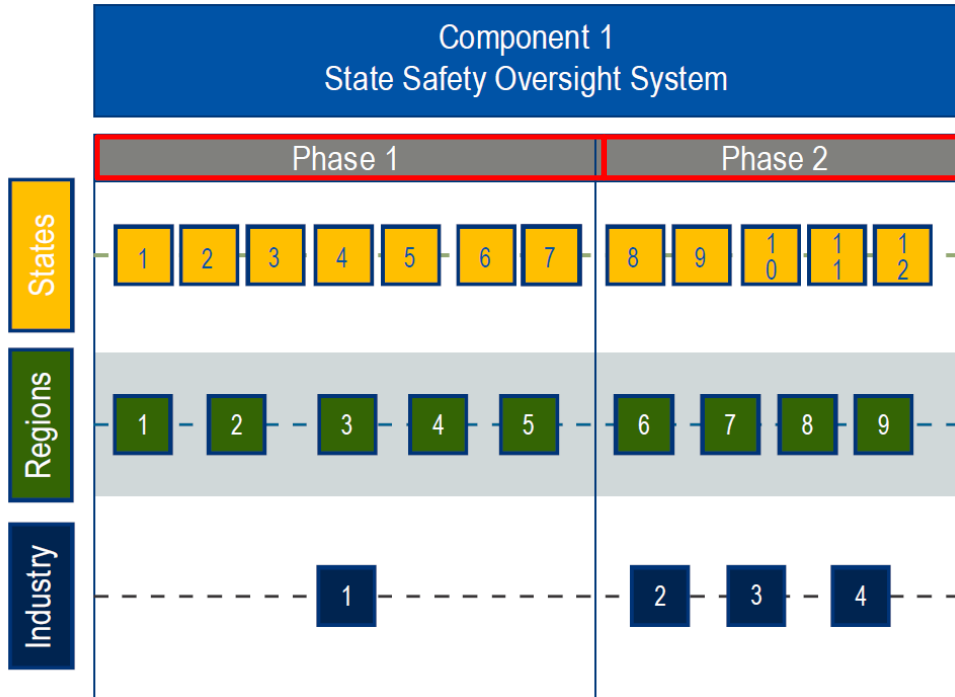 Component 1
State Safety Oversight System
Phase 1 Phase 2
States
1 2 3 4 5 6 7 8 9 10 11 12
Regions
1 2 3 4 5 6 7 8 9
Industry
1 2 3 4